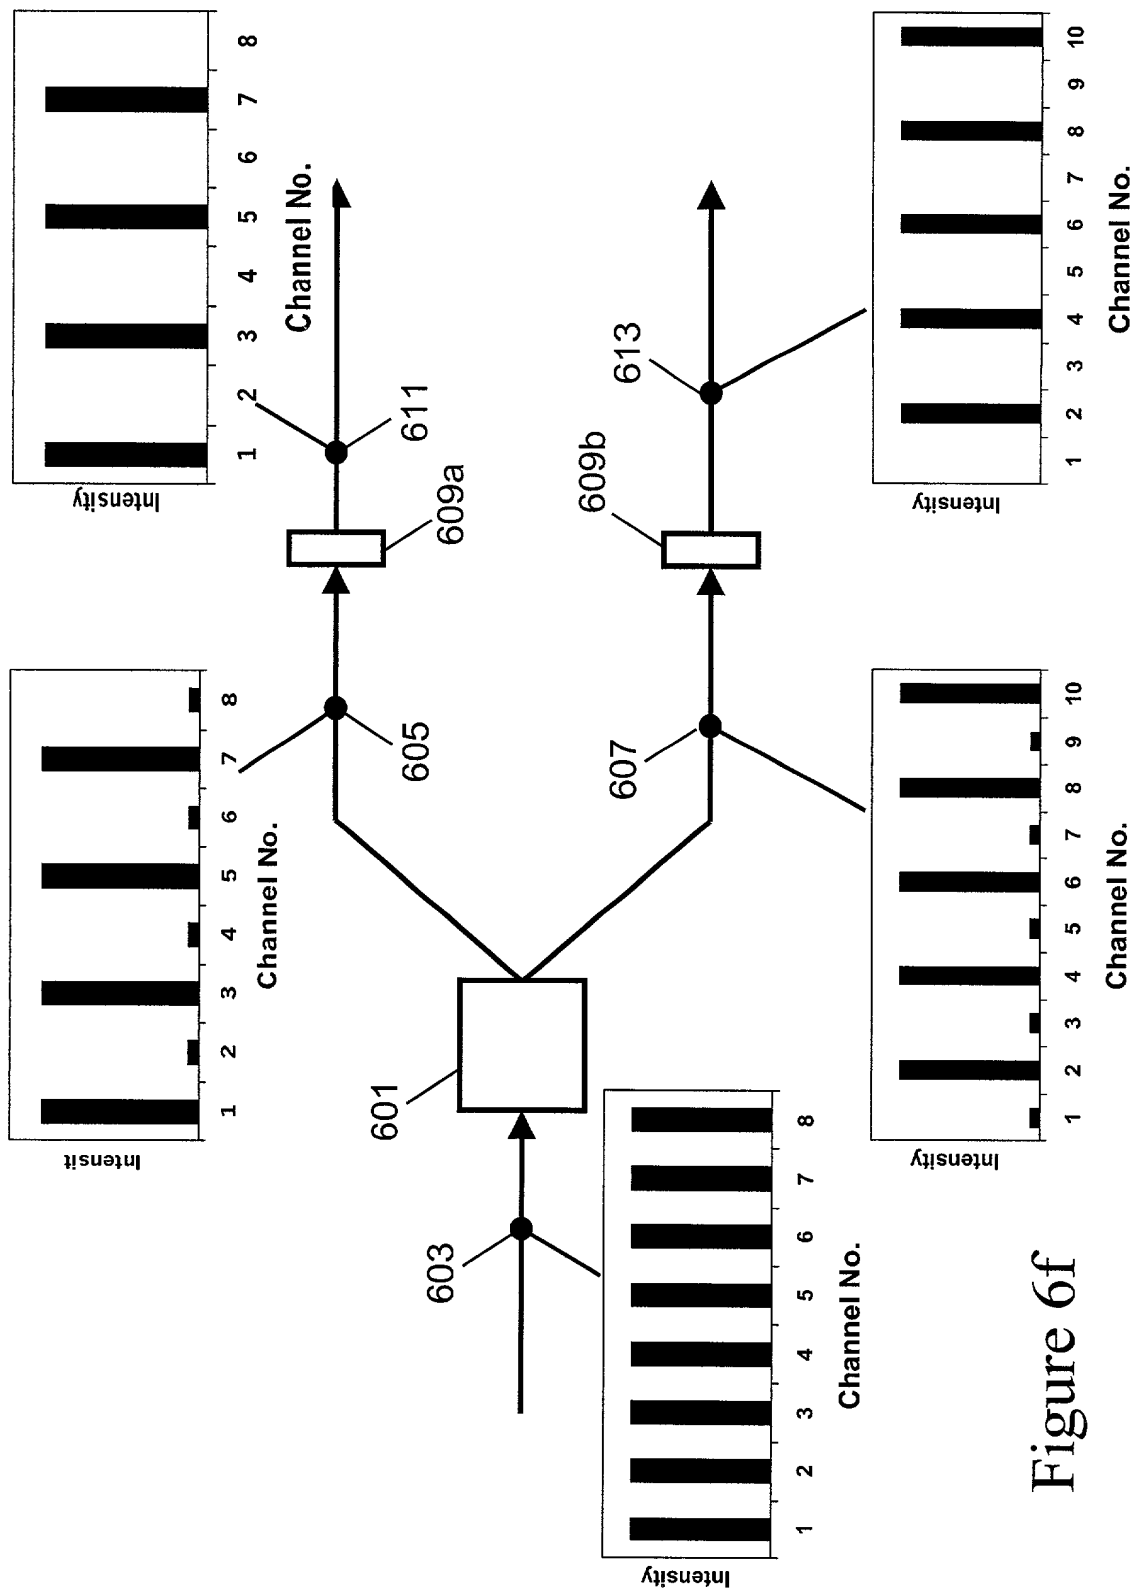 Intensit
1 2 3 4 5 6 7 8
Channel No.
Intensity
1 2 3 4 5 6 7 8
Channel No.
605
609a
611
601
603
Intensity
1 2 3 4 5 6 7 8
Channel No.
607
609b
613
Intensity
1 2 3 4 5 6 7 8 9 10
Channel No.
Intensity
1 2 3 4 5 6 7 8 9 10
Channel No.
Figure 6f